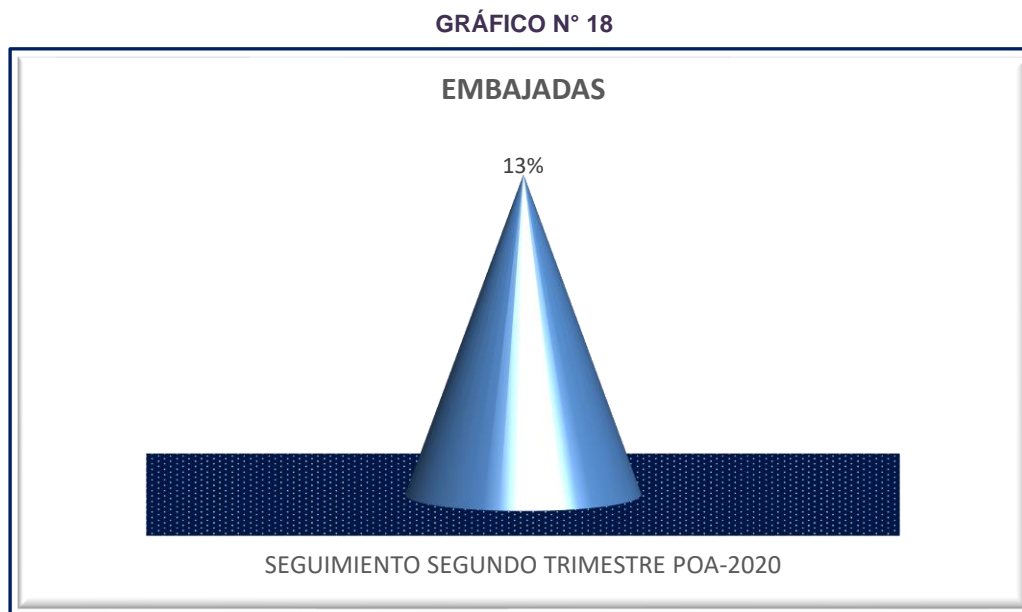 GRÁFICO N° 18
EMBAJADAS
13%
SEGUIMIENTO SEGUNDO TRIMESTRE POA-2020